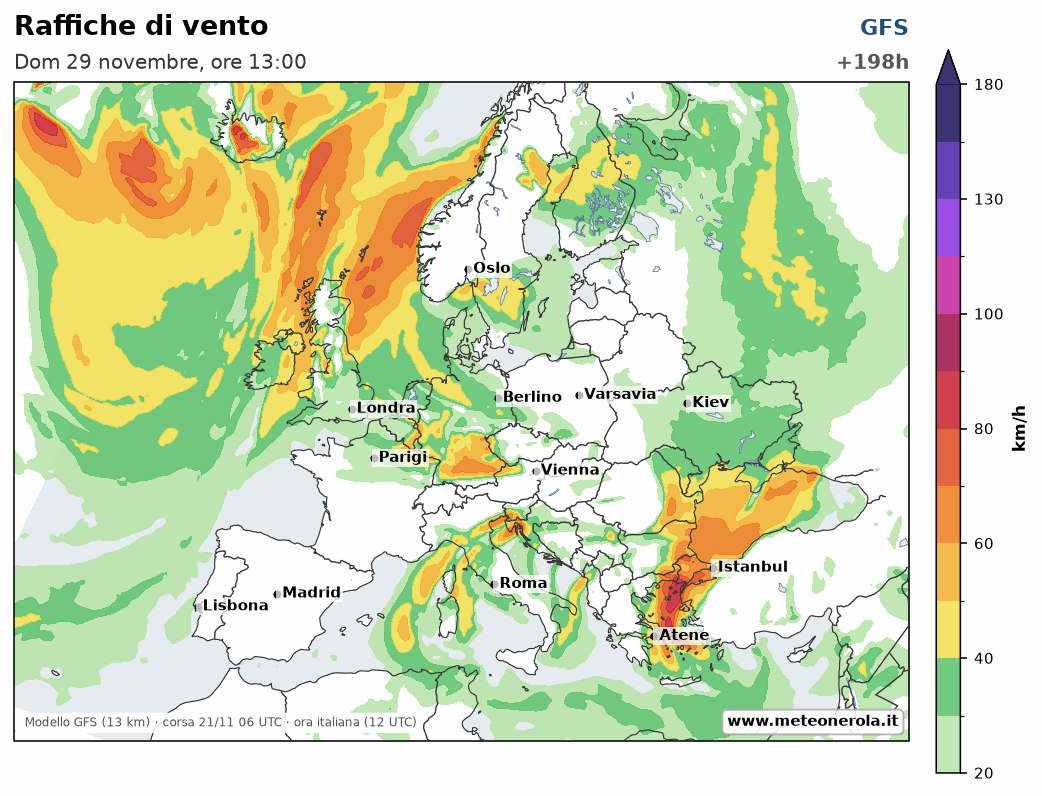 Raffiche di vento
GFS
Dom 29 novembre, ore 13:00
+198h
180
130
100
80
60
40
20
km/h
Oslo
Berlino
Varsavia
Kiev
Londra
Parigi
Vienna
Istanbul
Roma
Madrid
Lisbona
Atene
Modello GFS (13 km) · corsa 21/11 06 UTC · ora italiana (12 UTC)
www.meteonerola.it